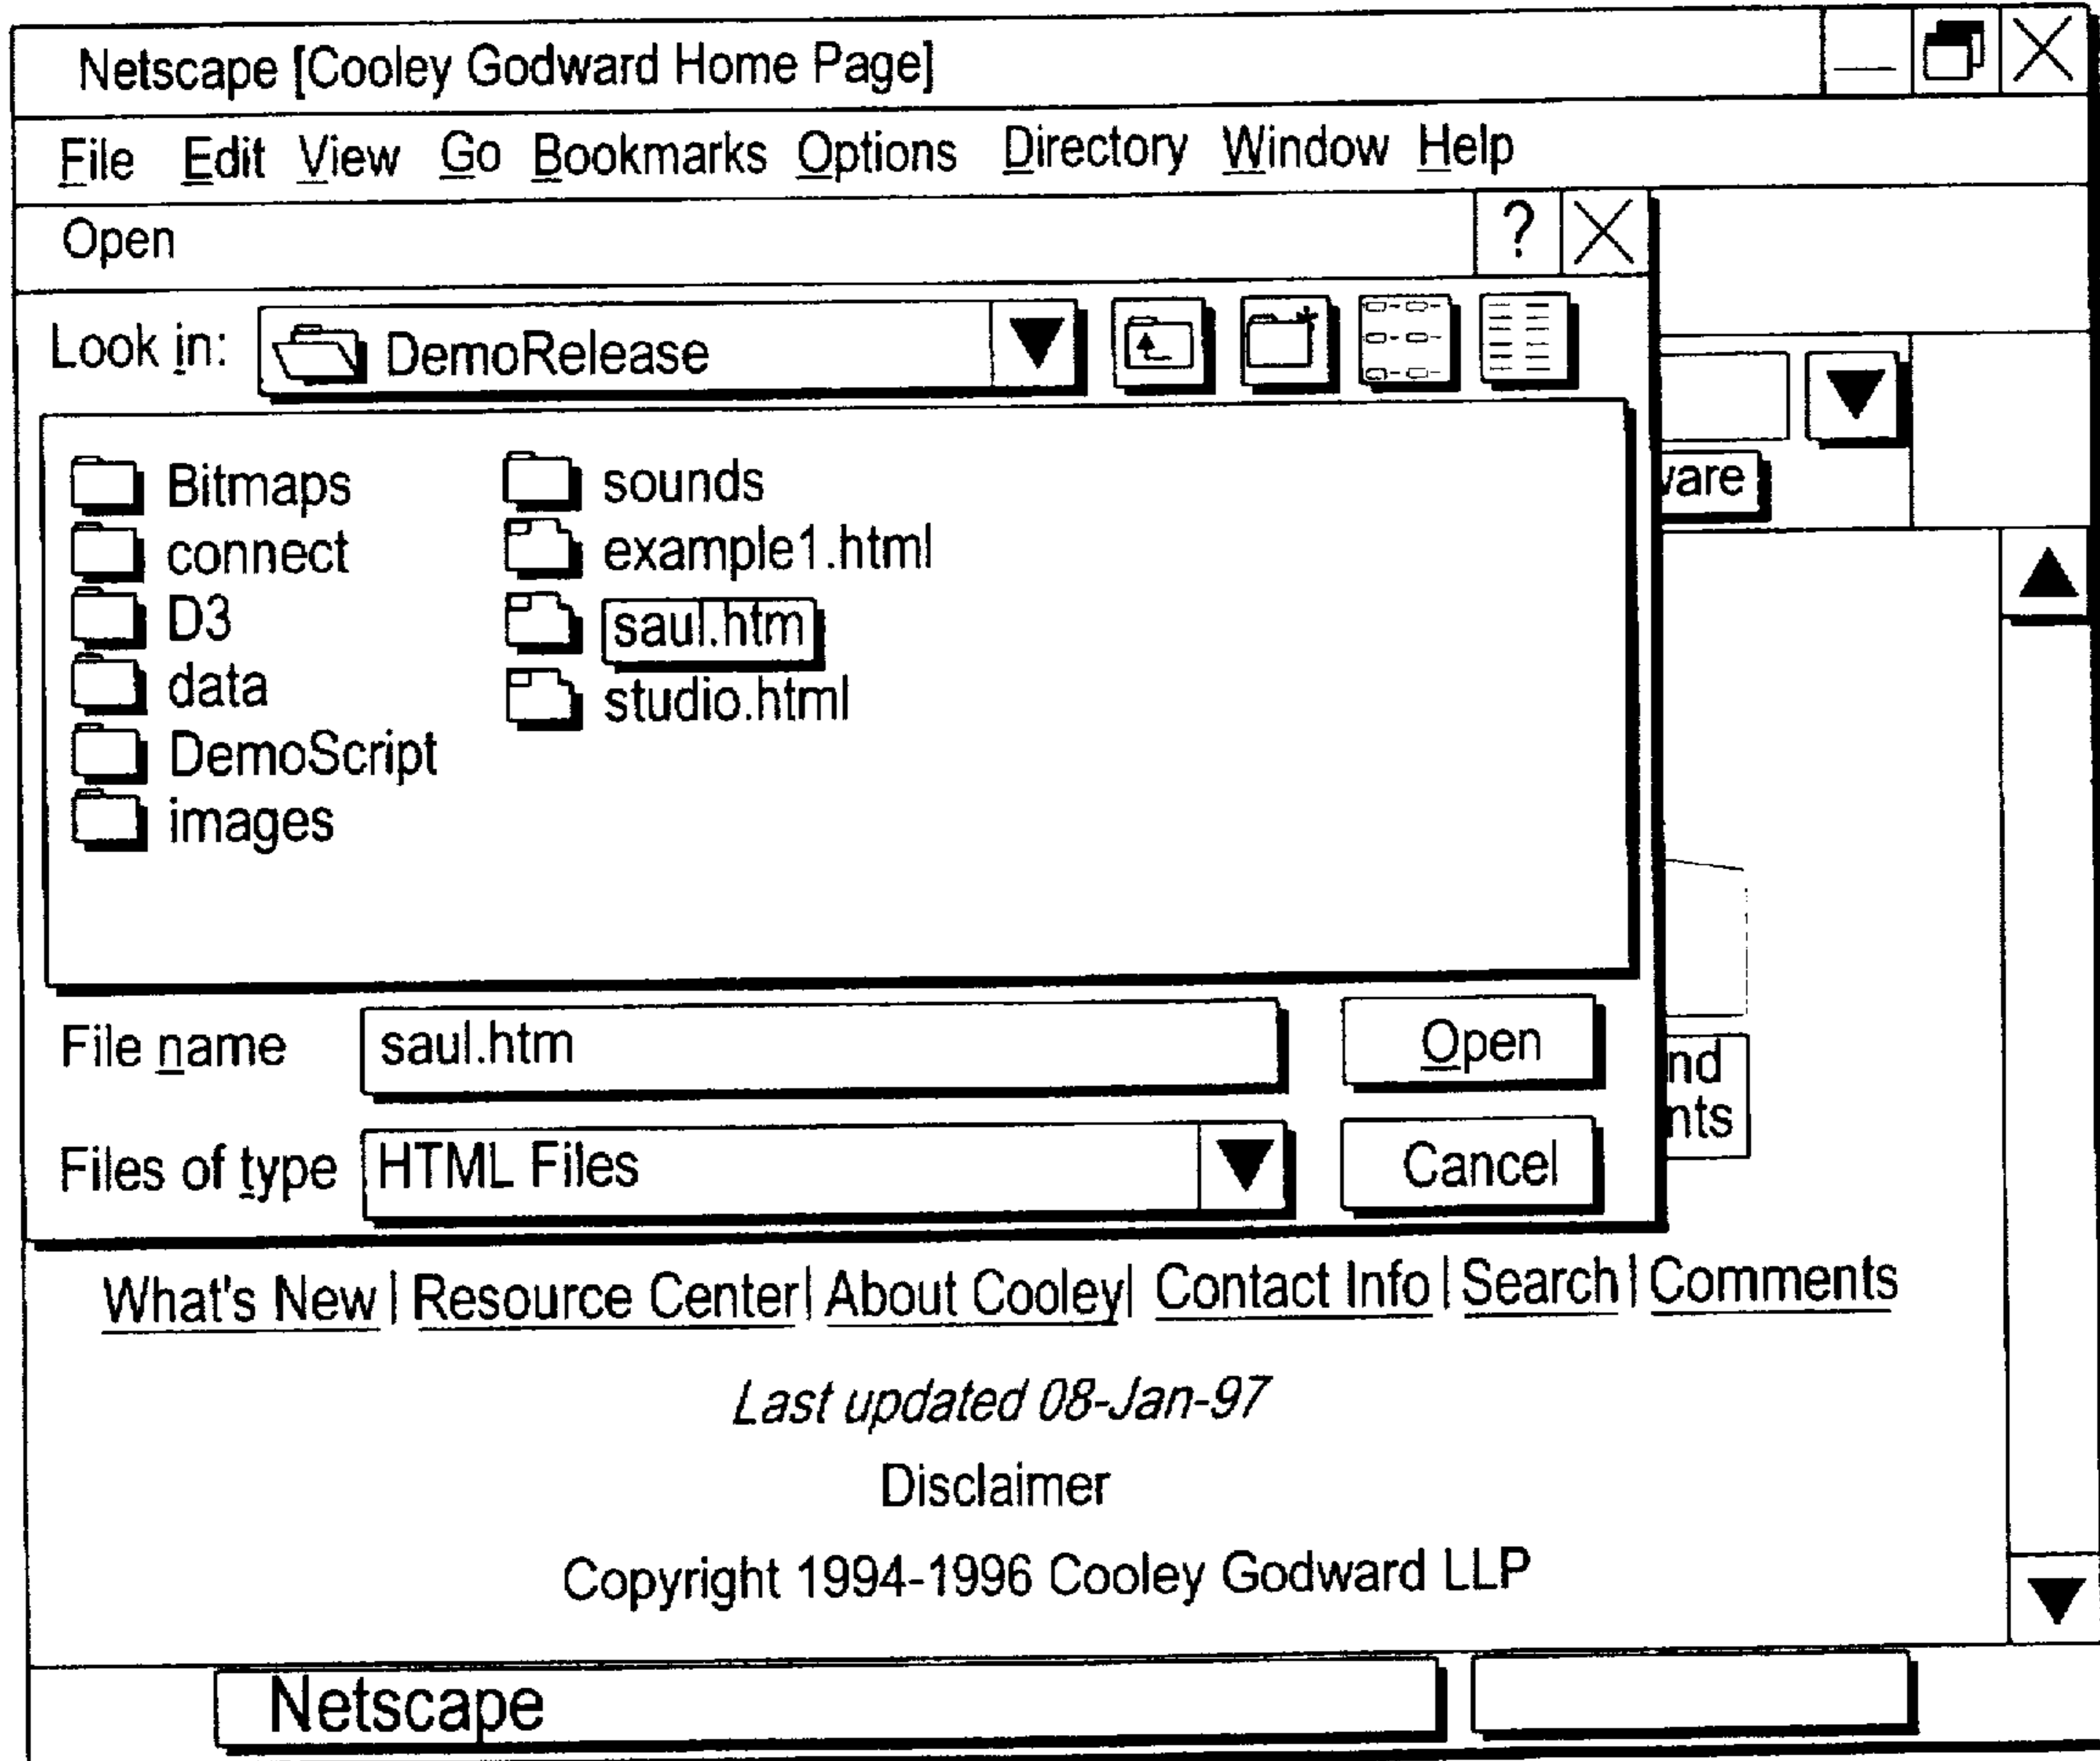 Netscape [Cooley Godward Home Page]
File Edit View Go Bookmarks Options Directory Window Help
Open ?
Look in: DemoRelease
Bitmaps
connect
D3
data
DemoScript
images
sounds
example1.html
saul.htm
studio.html
File name saul.htm Open
Files of type HTML Files Cancel
What's New | Resource Center | About Cooley | Contact Info | Search | Comments
Last updated 08-Jan-97
Disclaimer
Copyright 1994-1996 Cooley Godward LLP
Netscape